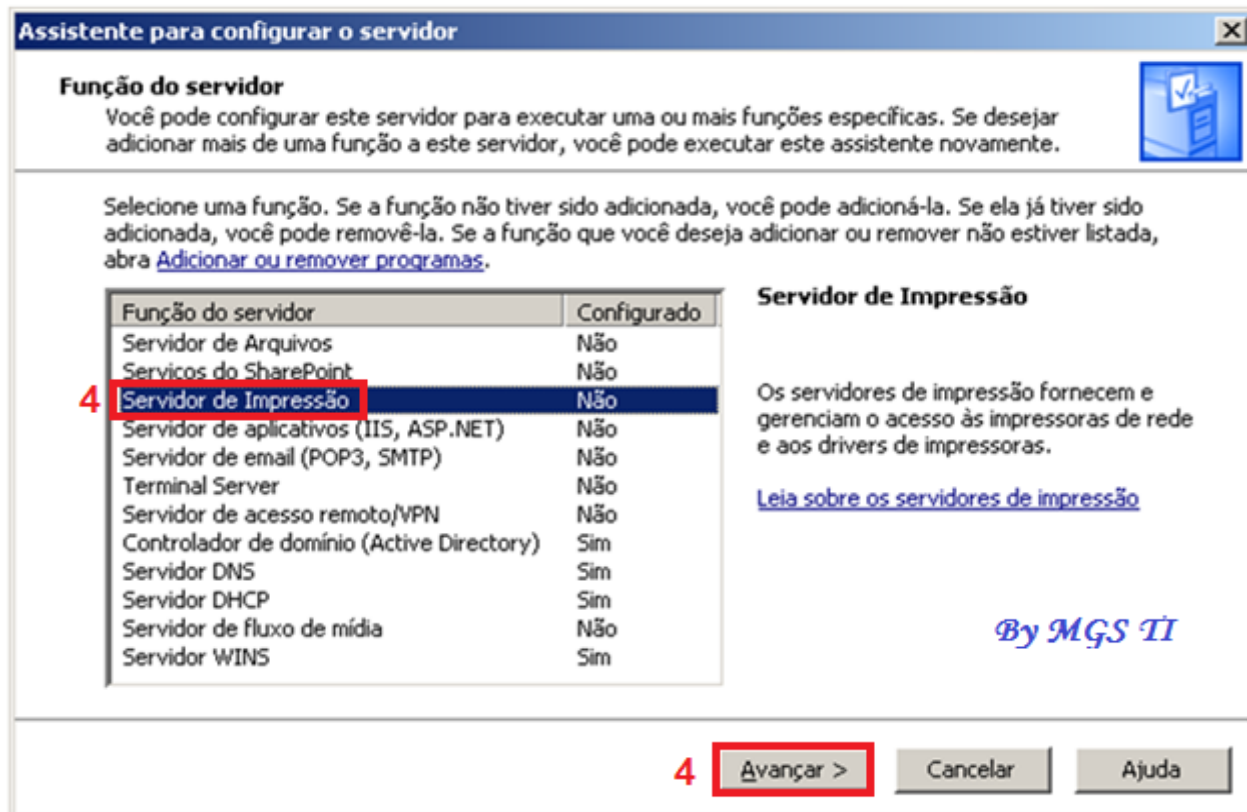 Assistente para configurar o servidor
Função do servidor
Você pode configurar este servidor para executar uma ou mais funções específicas. Se desejar
adicionar mais de uma função a este servidor, você pode executar este assistente novamente.
Selecione uma função. Se a função não tiver sido adicionada, você pode adicioná-la. Se ela já tiver sido
adicionada, você pode removê-la. Se a função que você deseja adicionar ou remover não estiver listada,
abra Adicionar ou remover programas.
Função do servidor Configurado
Servidor de Arquivos Não
Serviços do SharePoint Não
4 Servidor de Impressão Não
Servidor de aplicativos (IIS, ASP.NET) Não
Servidor de email (POP3, SMTP) Não
Terminal Server Não
Servidor de acesso remoto/VPN Não
Controlador de domínio (Active Directory) Sim
Servidor DNS Sim
Servidor DHCP Sim
Servidor de fluxo de mídia Não
Servidor WINS Sim
Servidor de Impressão
Os servidores de impressão fornecem e
gerenciam o acesso às impressoras de rede
e aos drivers de impressoras.
Leia sobre os servidores de impressão
By MGS TI
4 Avançar > Cancelar Ajuda